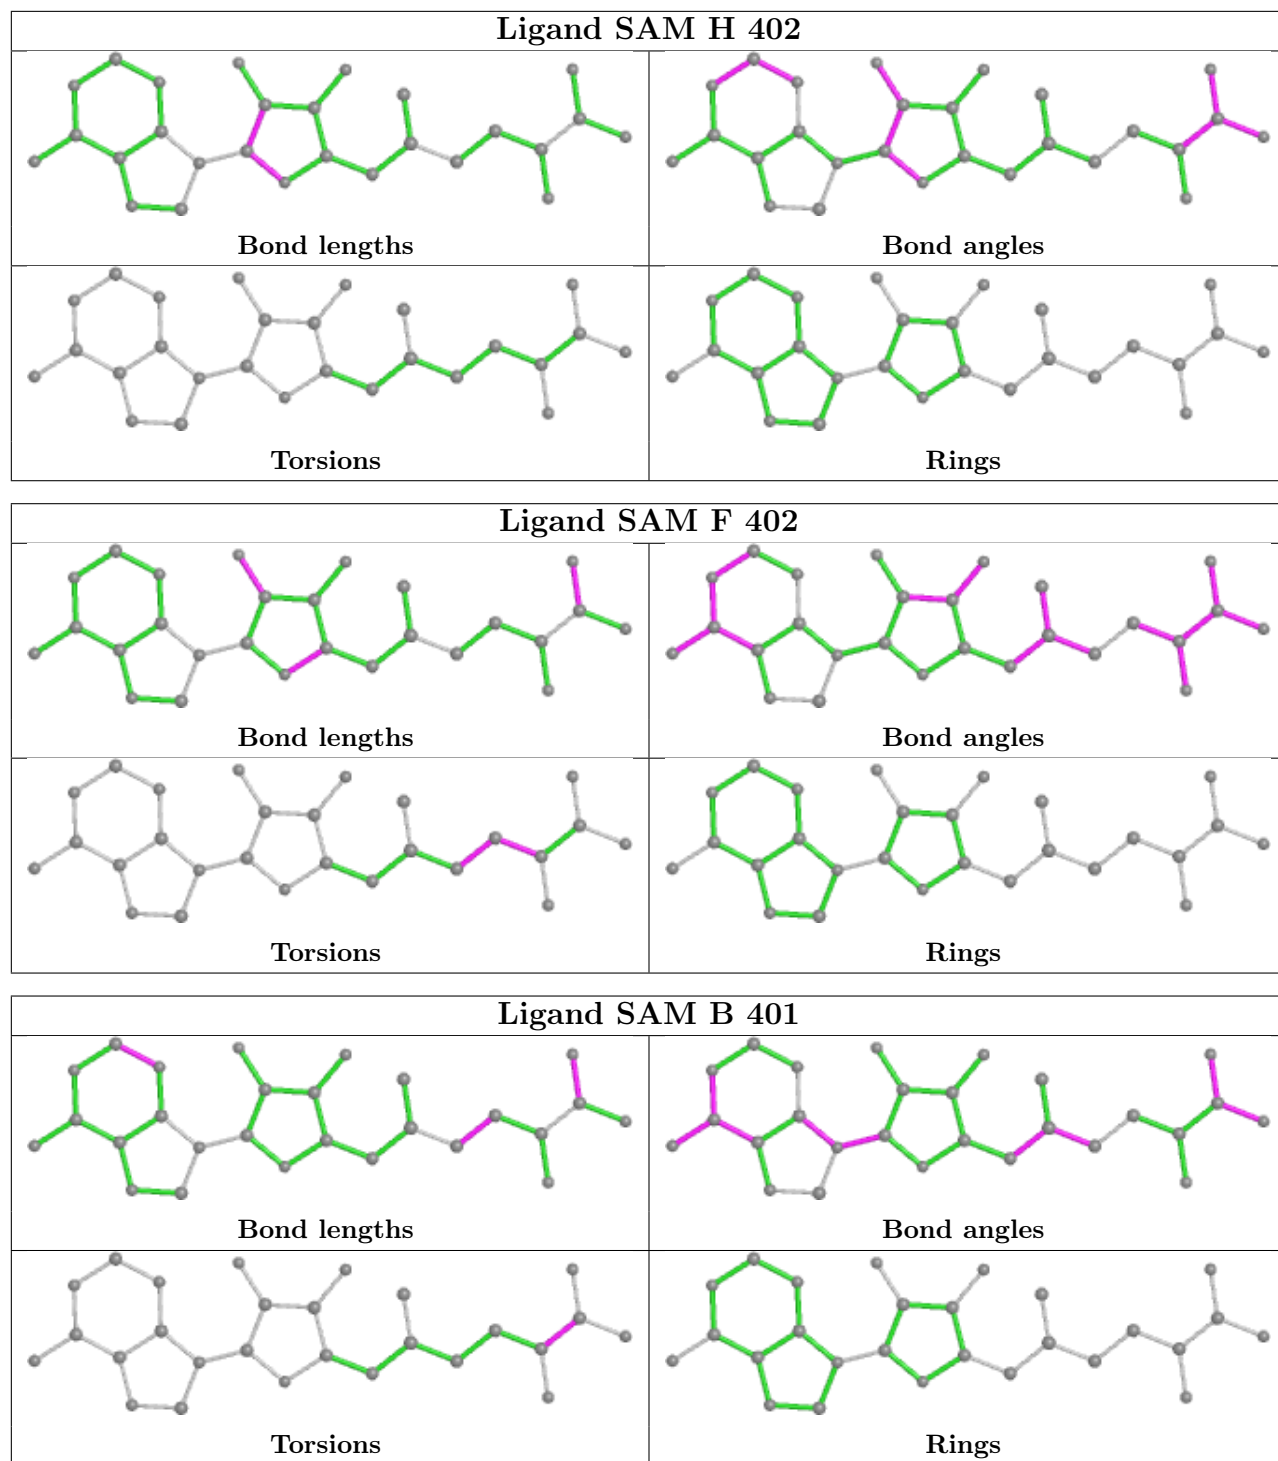 Ligand SAM H 402
Bond lengths
Bond angles
Torsions
Rings
Ligand SAM F 402
Bond lengths
Bond angles
Torsions
Rings
Ligand SAM B 401
Bond lengths
Bond angles
Torsions
Rings